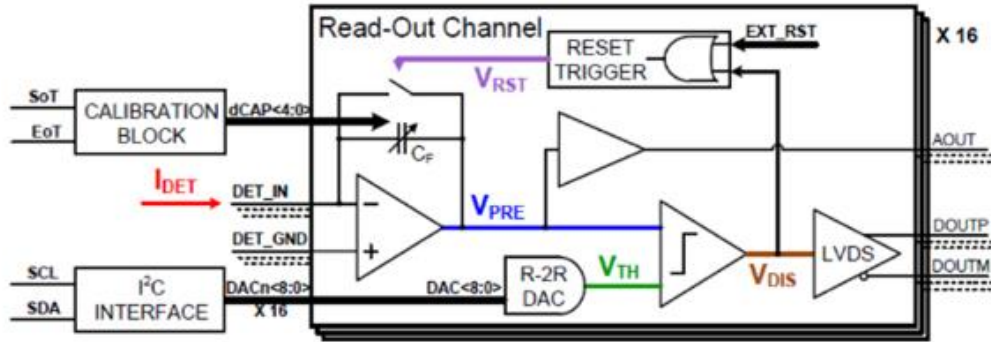 Read-Out Channel
X 16
RESET
TRIGGER
EXT_RST
VRST
SoT
EoT
CALIBRATION
BLOCK
dCAP<4:0>
CF
AOUT
IDET
DET_IN
DET_GND
−
+
VPRE
SCL
SDA
I²C
INTERFACE
DACn<8:0>
X 16
DAC<8:0>
R-2R
DAC
VTH
VDIS
LVDS
DOUTP
DOUTM